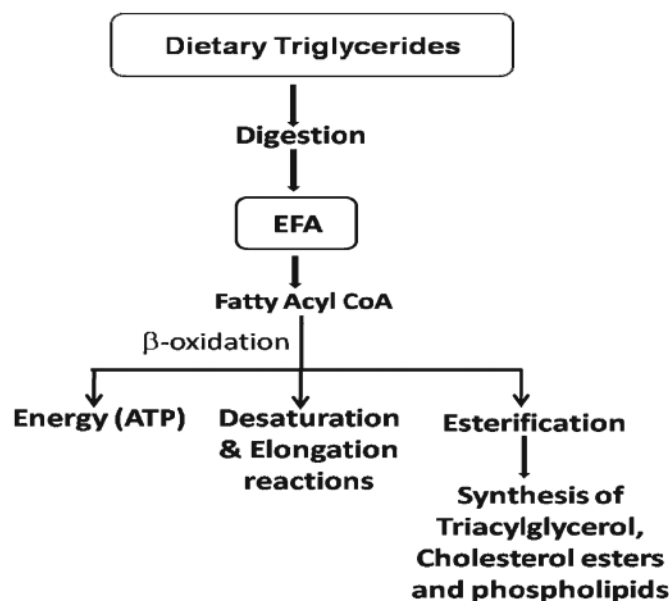 Dietary Triglycerides
Digestion
EFA
Fatty Acyl CoA
β-oxidation
Energy (ATP)
Desaturation
& Elongation
reactions
Esterification
Synthesis of
Triacylglycerol,
Cholesterol esters
and phospholipids